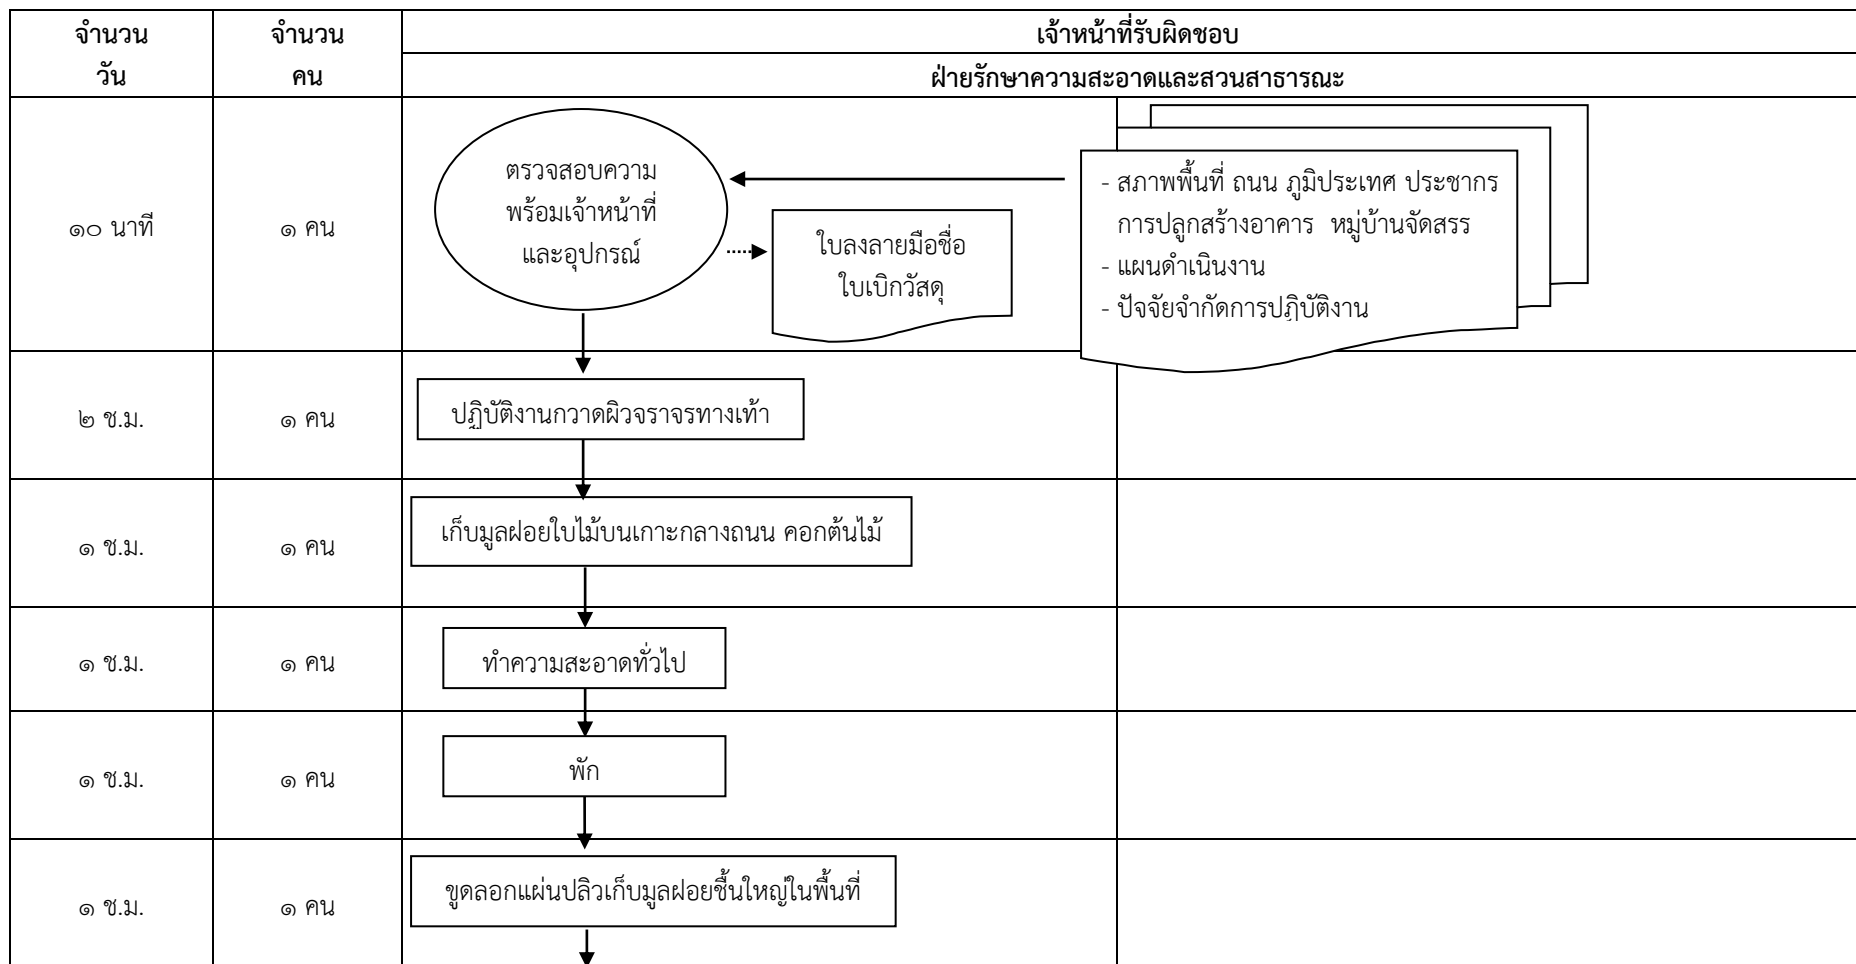 จำนวน
วัน
จำนวน
คน
เจ้าหน้าที่รับผิดชอบ
ฝ่ายรักษาความสะอาดและสวนสาธารณะ
๑๐ นาที
๑ คน
ตรวจสอบความ
พร้อมเจ้าหน้าที่
และอุปกรณ์
ใบลงลายมือชื่อ
ใบเบิกวัสดุ
- สภาพพื้นที่ ถนน ภูมิประเทศ ประชากร
การปลูกสร้างอาคาร หมู่บ้านจัดสรร
- แผนดำเนินงาน
- ปัจจัยจำกัดการปฏิบัติงาน
๒ ช.ม.
๑ คน
ปฏิบัติงานกวาดผิวจราจรทางเท้า
๑ ช.ม.
๑ คน
เก็บมูลฝอยใบไม้บนเกาะกลางถนน คอกต้นไม้
๑ ช.ม.
๑ คน
ทำความสะอาดทั่วไป
๑ ช.ม.
๑ คน
พัก
๑ ช.ม.
๑ คน
ขูดลอกแผ่นปลิวเก็บมูลฝอยชิ้นใหญ่ในพื้นที่